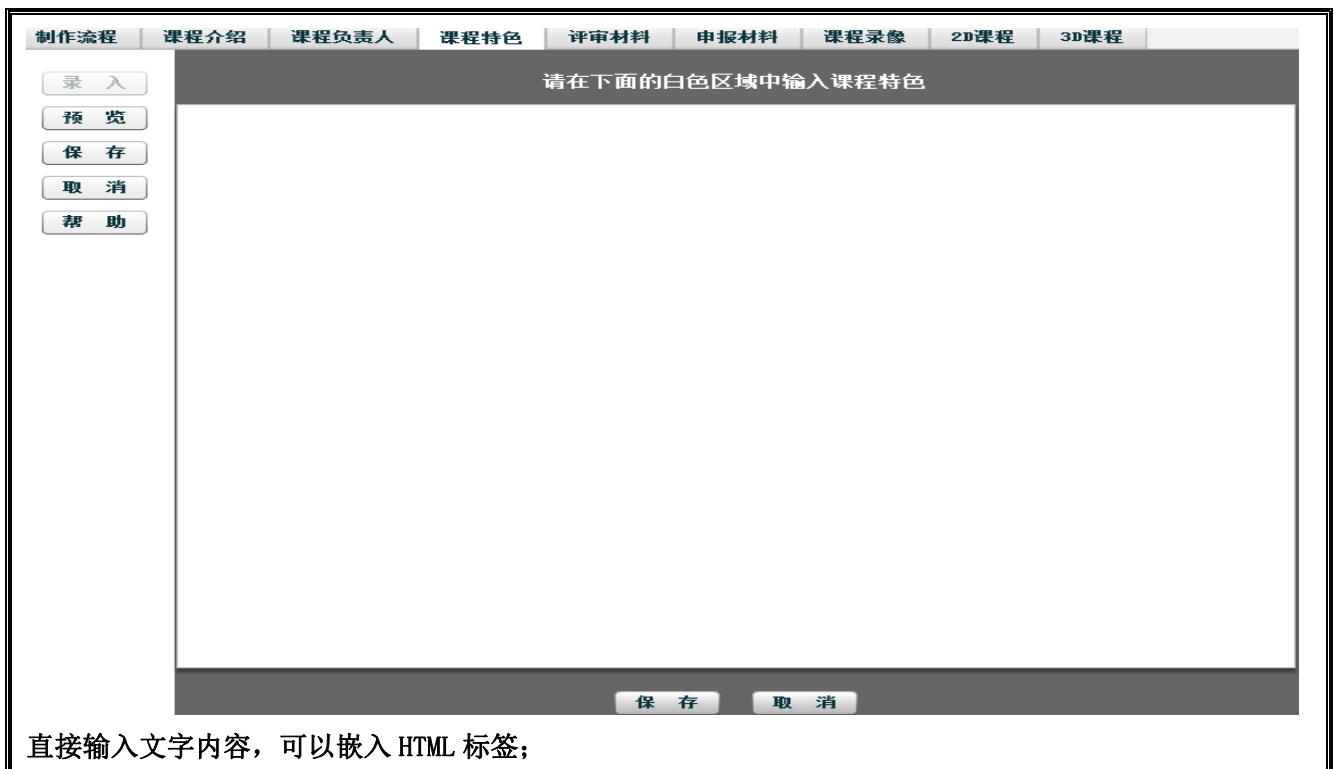 制作流程 课程介绍 课程负责人 课程特色 评审材料 申报材料 课程录像 2D课程 3D课程
录 入
请在下面的白色区域中输入课程特色
预 览
保 存
取 消
帮 助
保 存 取 消
直接输入文字内容，可以嵌入 HTML 标签；